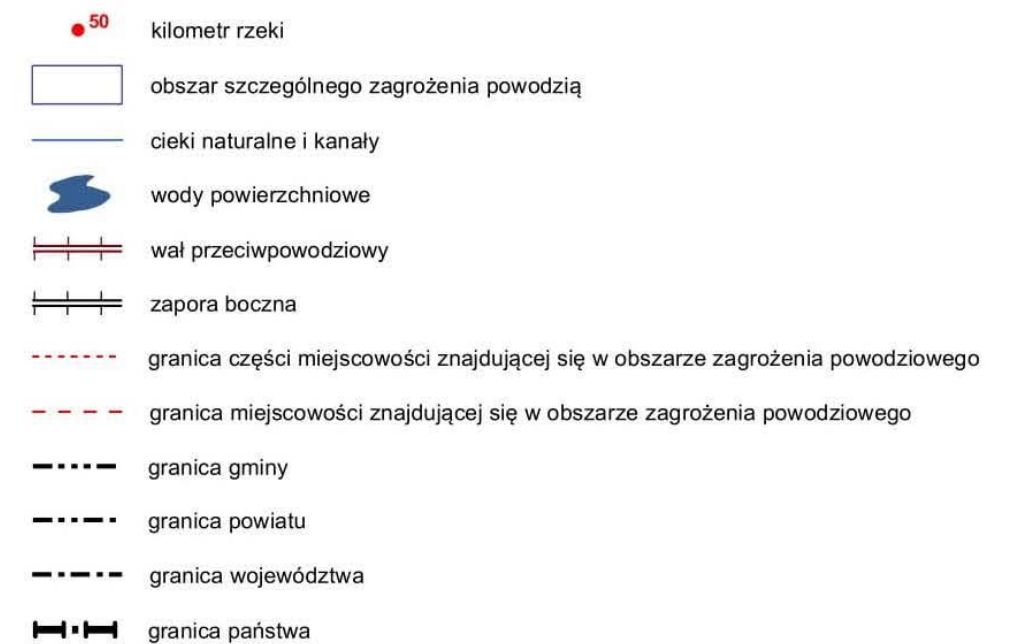 50 kilometr rzeki
obszar szczególnego zagrożenia powodzią
cieki naturalne i kanały
wody powierzchniowe
wał przeciwpowodziowy
zapora boczna
granica części miejscowości znajdującej się w obszarze zagrożenia powodziowego
granica miejscowości znajdującej się w obszarze zagrożenia powodziowego
granica gminy
granica powiatu
granica województwa
granica państwa